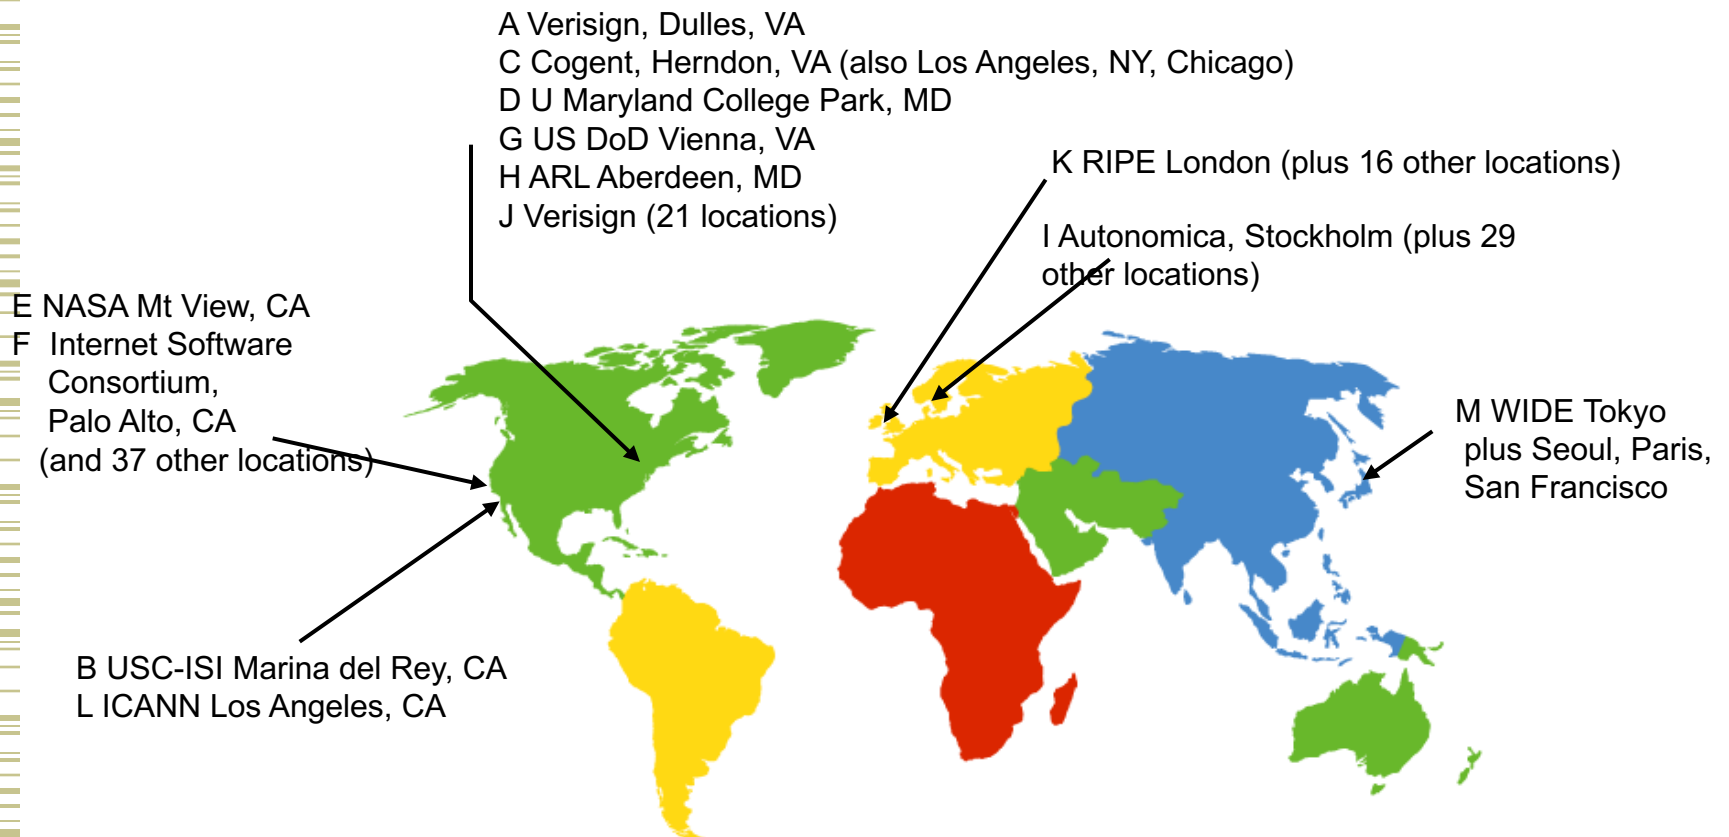 A Verisign, Dulles, VA
C Cogent, Herndon, VA (also Los Angeles, NY, Chicago)
D U Maryland College Park, MD
G US DoD Vienna, VA
H ARL Aberdeen, MD
J Verisign (21 locations)
K RIPE London (plus 16 other locations)
I Autonomica, Stockholm (plus 29
other locations)
E NASA Mt View, CA
F Internet Software
Consortium,
Palo Alto, CA
(and 37 other locations)
M WIDE Tokyo
plus Seoul, Paris,
San Francisco
B USC-ISI Marina del Rey, CA
L ICANN Los Angeles, CA